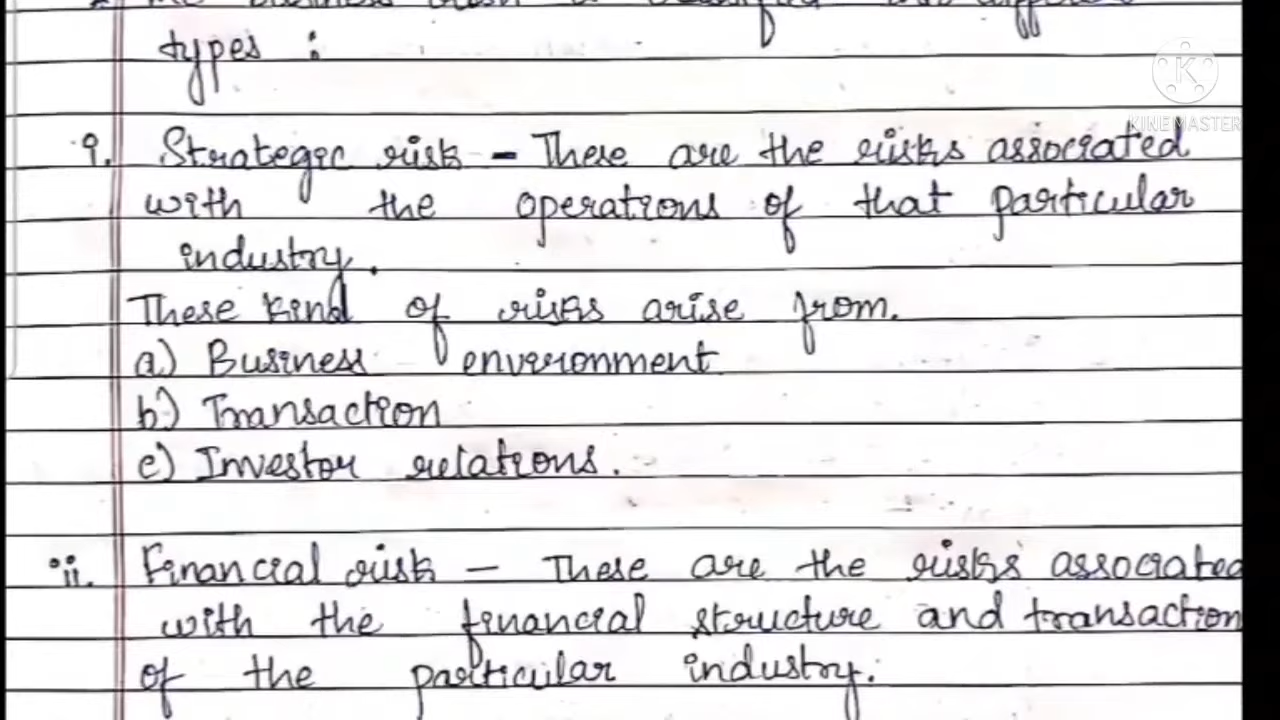 types :
i. Strategic risk - These are the risks associated
with the operations of that particular
industry.
These kind of risks arise from.
a) Business environment
b) Transaction
c) Investor relations.
ii. Financial risk - These are the risks associated
with the financial structure and transaction
of the particular industry.
KINEMASTER